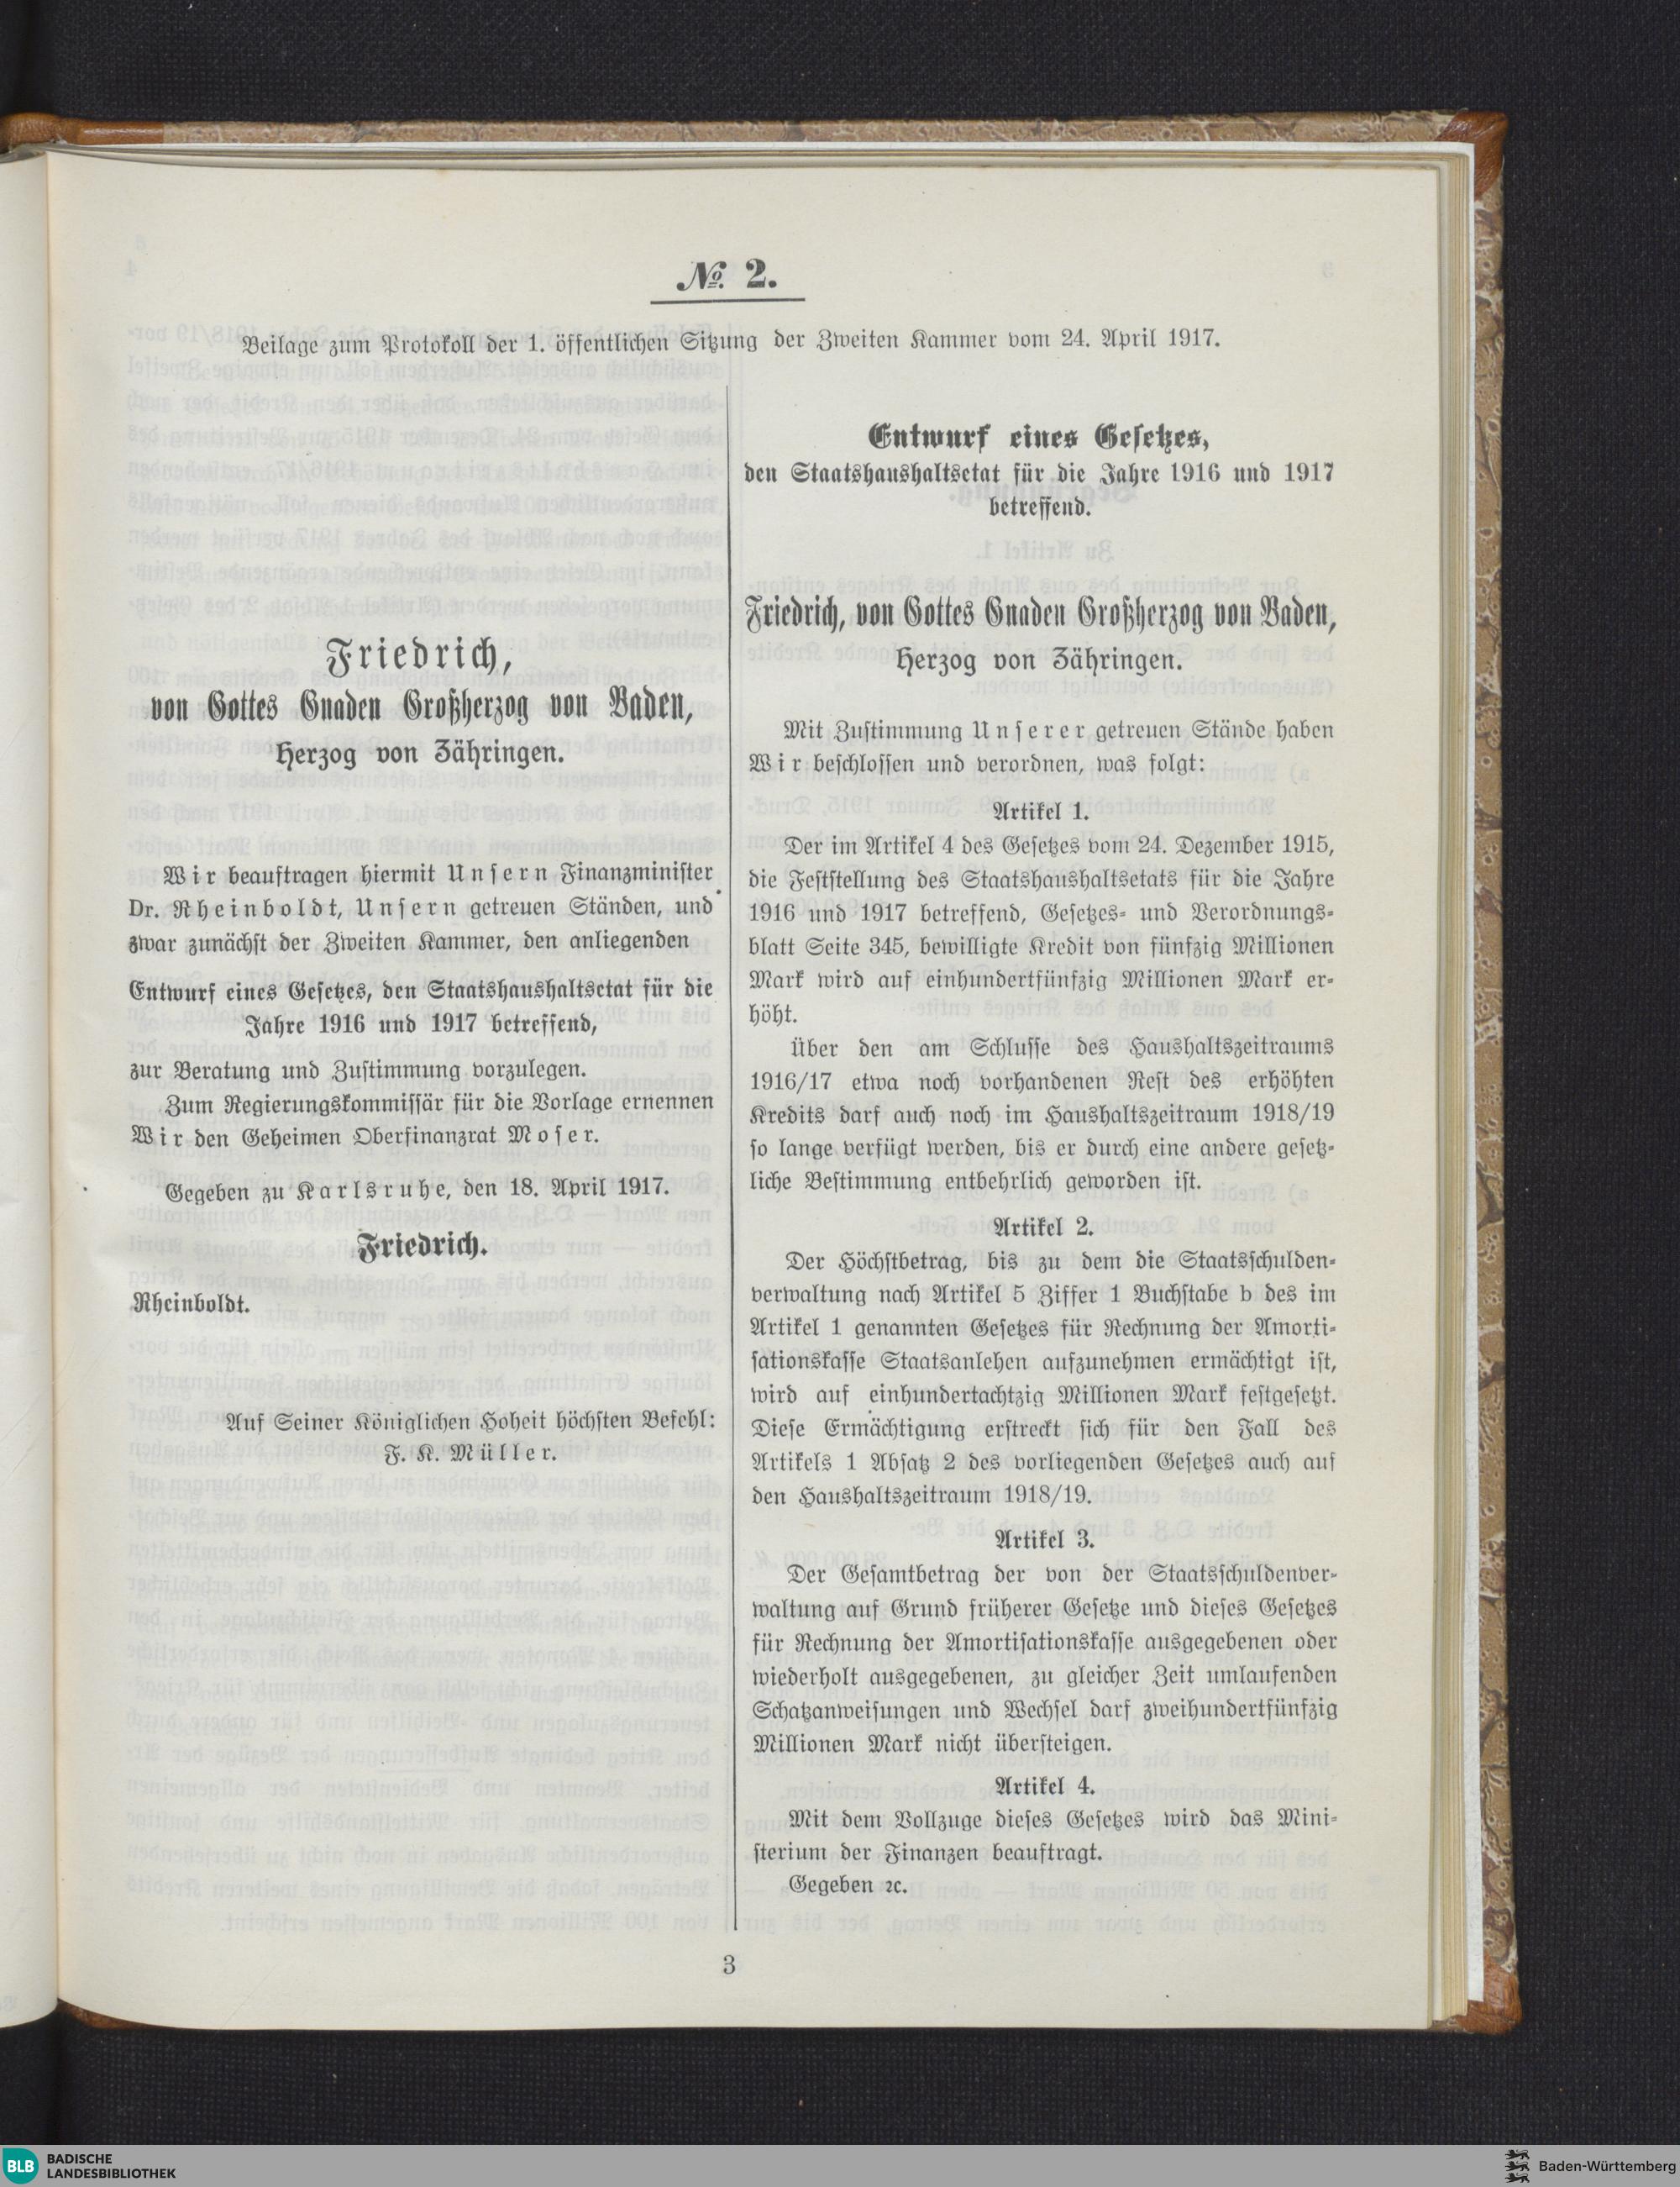 № 2.
Beilage zum Protokoll der 1. öffentlichen Sitzung der Zweiten Kammer vom 24. April 1917.
Friedrich,
von Gottes Gnaden Großherzog von Baden,
Herzog von Zähringen.
Wir beauftragen hiermit Unsern Finanzminister
Dr. Rheinboldt, Unsern getreuen Ständen, und
zwar zunächst der Zweiten Kammer, den anliegenden
Entwurf eines Gesetzes, den Staatshaushaltsetat für die
Jahre 1916 und 1917 betreffend,
zur Beratung und Zustimmung vorzulegen.
Zum Regierungskommissär für die Vorlage ernennen
Wir den Geheimen Oberfinanzrat Moser.
Gegeben zu Karlsruhe, den 18. April 1917.
Friedrich.
Rheinboldt.
Auf Seiner Königlichen Hoheit höchsten Befehl:
F. K. Müller.
Entwurf eines Gesetzes,
den Staatshaushaltsetat für die Jahre 1916 und 1917
betreffend.
Friedrich, von Gottes Gnaden Großherzog von Baden,
Herzog von Zähringen.
Mit Zustimmung Unserer getreuen Stände haben
Wir beschlossen und verordnen, was folgt:
Artikel 1.
Der im Artikel 4 des Gesetzes vom 24. Dezember 1915,
die Feststellung des Staatshaushaltsetats für die Jahre
1916 und 1917 betreffend, Gesetzes- und Verordnungs-
blatt Seite 345, bewilligte Kredit von fünfzig Millionen
Mark wird auf einhundertfünfzig Millionen Mark er-
höht.
Über den am Schlusse des Haushaltszeitraums
1916/17 etwa noch vorhandenen Rest des erhöhten
Kredits darf auch noch im Haushaltszeitraum 1918/19
so lange verfügt werden, bis er durch eine andere gesetz-
liche Bestimmung entbehrlich geworden ist.
Artikel 2.
Der Höchstbetrag, bis zu dem die Staatsschulden-
verwaltung nach Artikel 5 Ziffer 1 Buchstabe b des im
Artikel 1 genannten Gesetzes für Rechnung der Amorti-
sationskasse Staatsanlehen aufzunehmen ermächtigt ist,
wird auf einhundertachtzig Millionen Mark festgesetzt.
Diese Ermächtigung erstreckt sich für den Fall des
Artikels 1 Absatz 2 des vorliegenden Gesetzes auch auf
den Haushaltszeitraum 1918/19.
Artikel 3.
Der Gesamtbetrag der von der Staatsschuldenver-
waltung auf Grund früherer Gesetze und dieses Gesetzes
für Rechnung der Amortisationskasse ausgegebenen oder
wiederholt ausgegebenen, zu gleicher Zeit umlaufenden
Schatzanweisungen und Wechsel darf zweihundertfünfzig
Millionen Mark nicht übersteigen.
Artikel 4.
Mit dem Vollzuge dieses Gesetzes wird das Mini-
sterium der Finanzen beauftragt.
Gegeben ꝛc.
3
BLB BADISCHE
LANDESBIBLIOTHEK
Baden-Württemberg